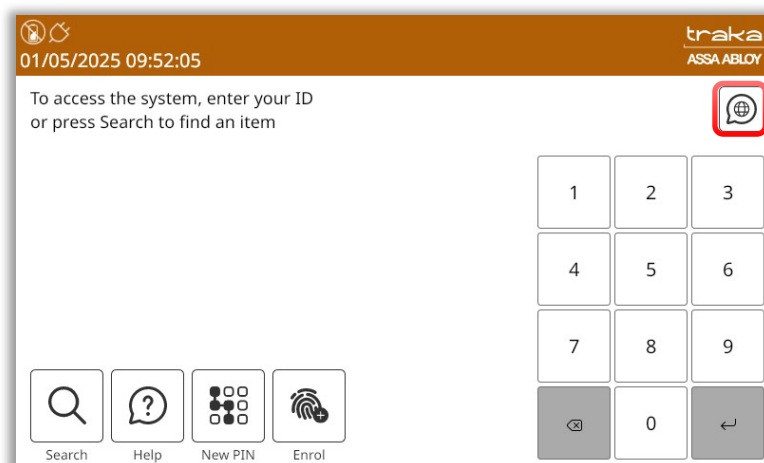 traka
01/05/2025 09:52:05
ASSA ABLOY
To access the system, enter your ID
or press Search to find an item
1 2 3
4 5 6
7 8 9
0
?
Search Help New PIN Enrol